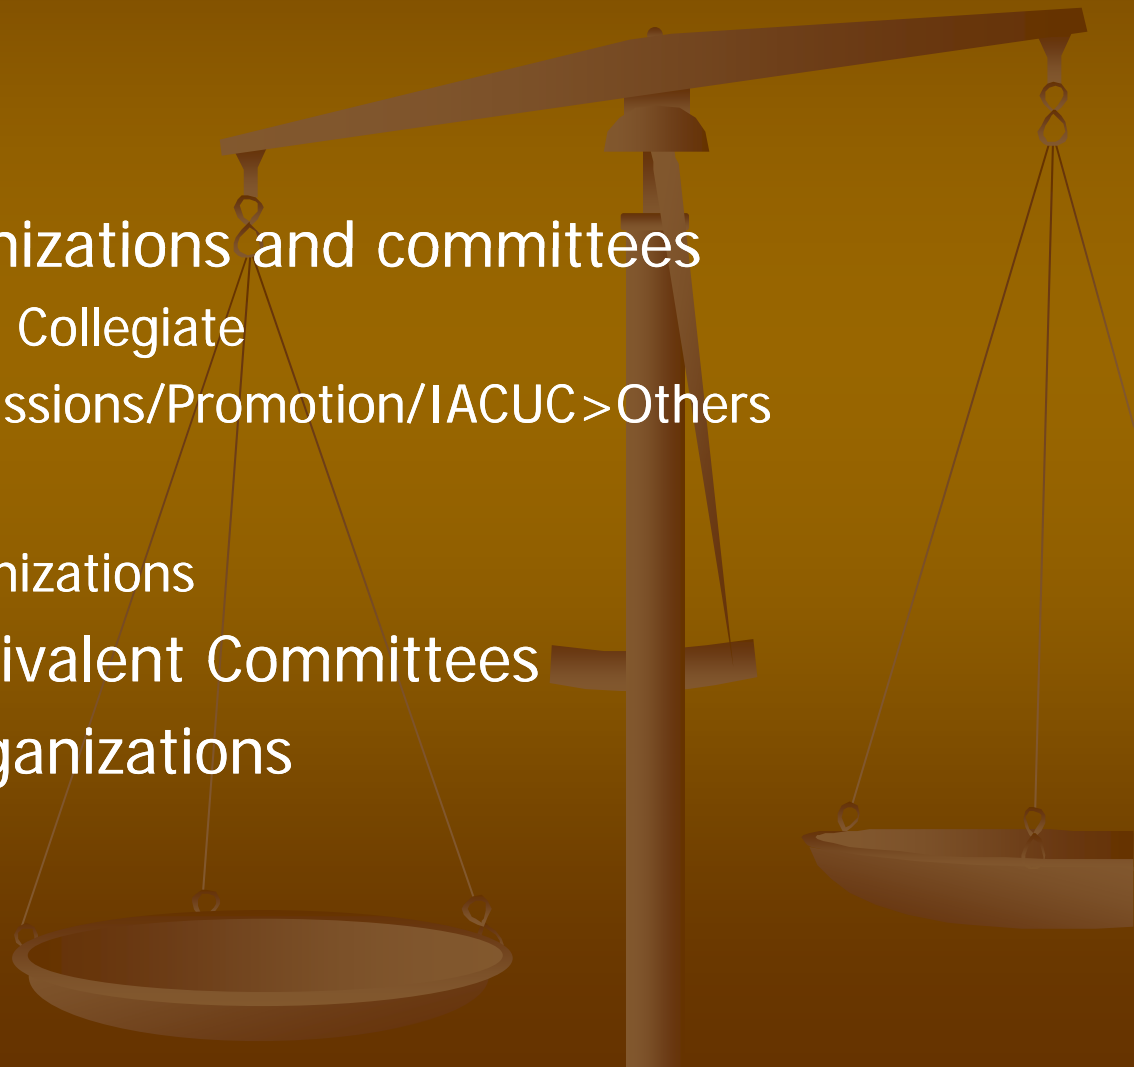 nizations and committees
Collegiate
ssions/Promotion/IACUC>Others
nizations
ivalent Committees
ganizations